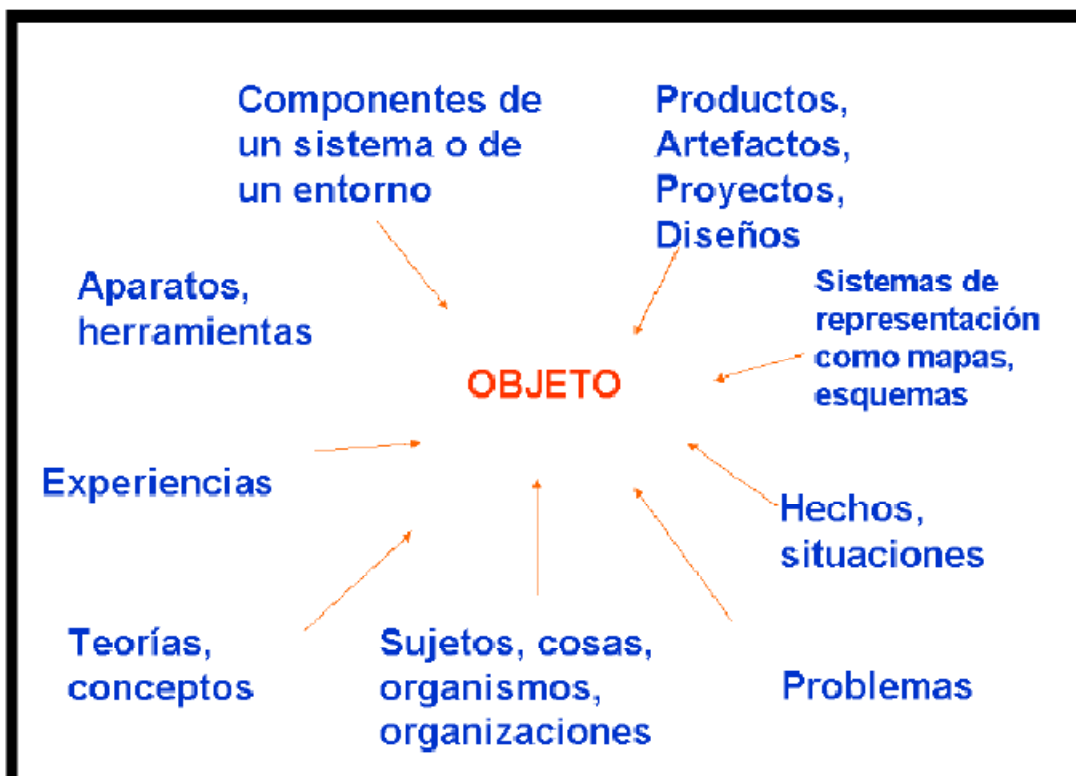 Componentes de
un sistema o de
un entorno
Productos,
Artefactos,
Proyectos,
Diseños
Aparatos,
herramientas
Sistemas de
representación
como mapas,
esquemas
OBJETO
Experiencias
Hechos,
situaciones
Teorías,
conceptos
Sujetos, cosas,
organismos,
organizaciones
Problemas